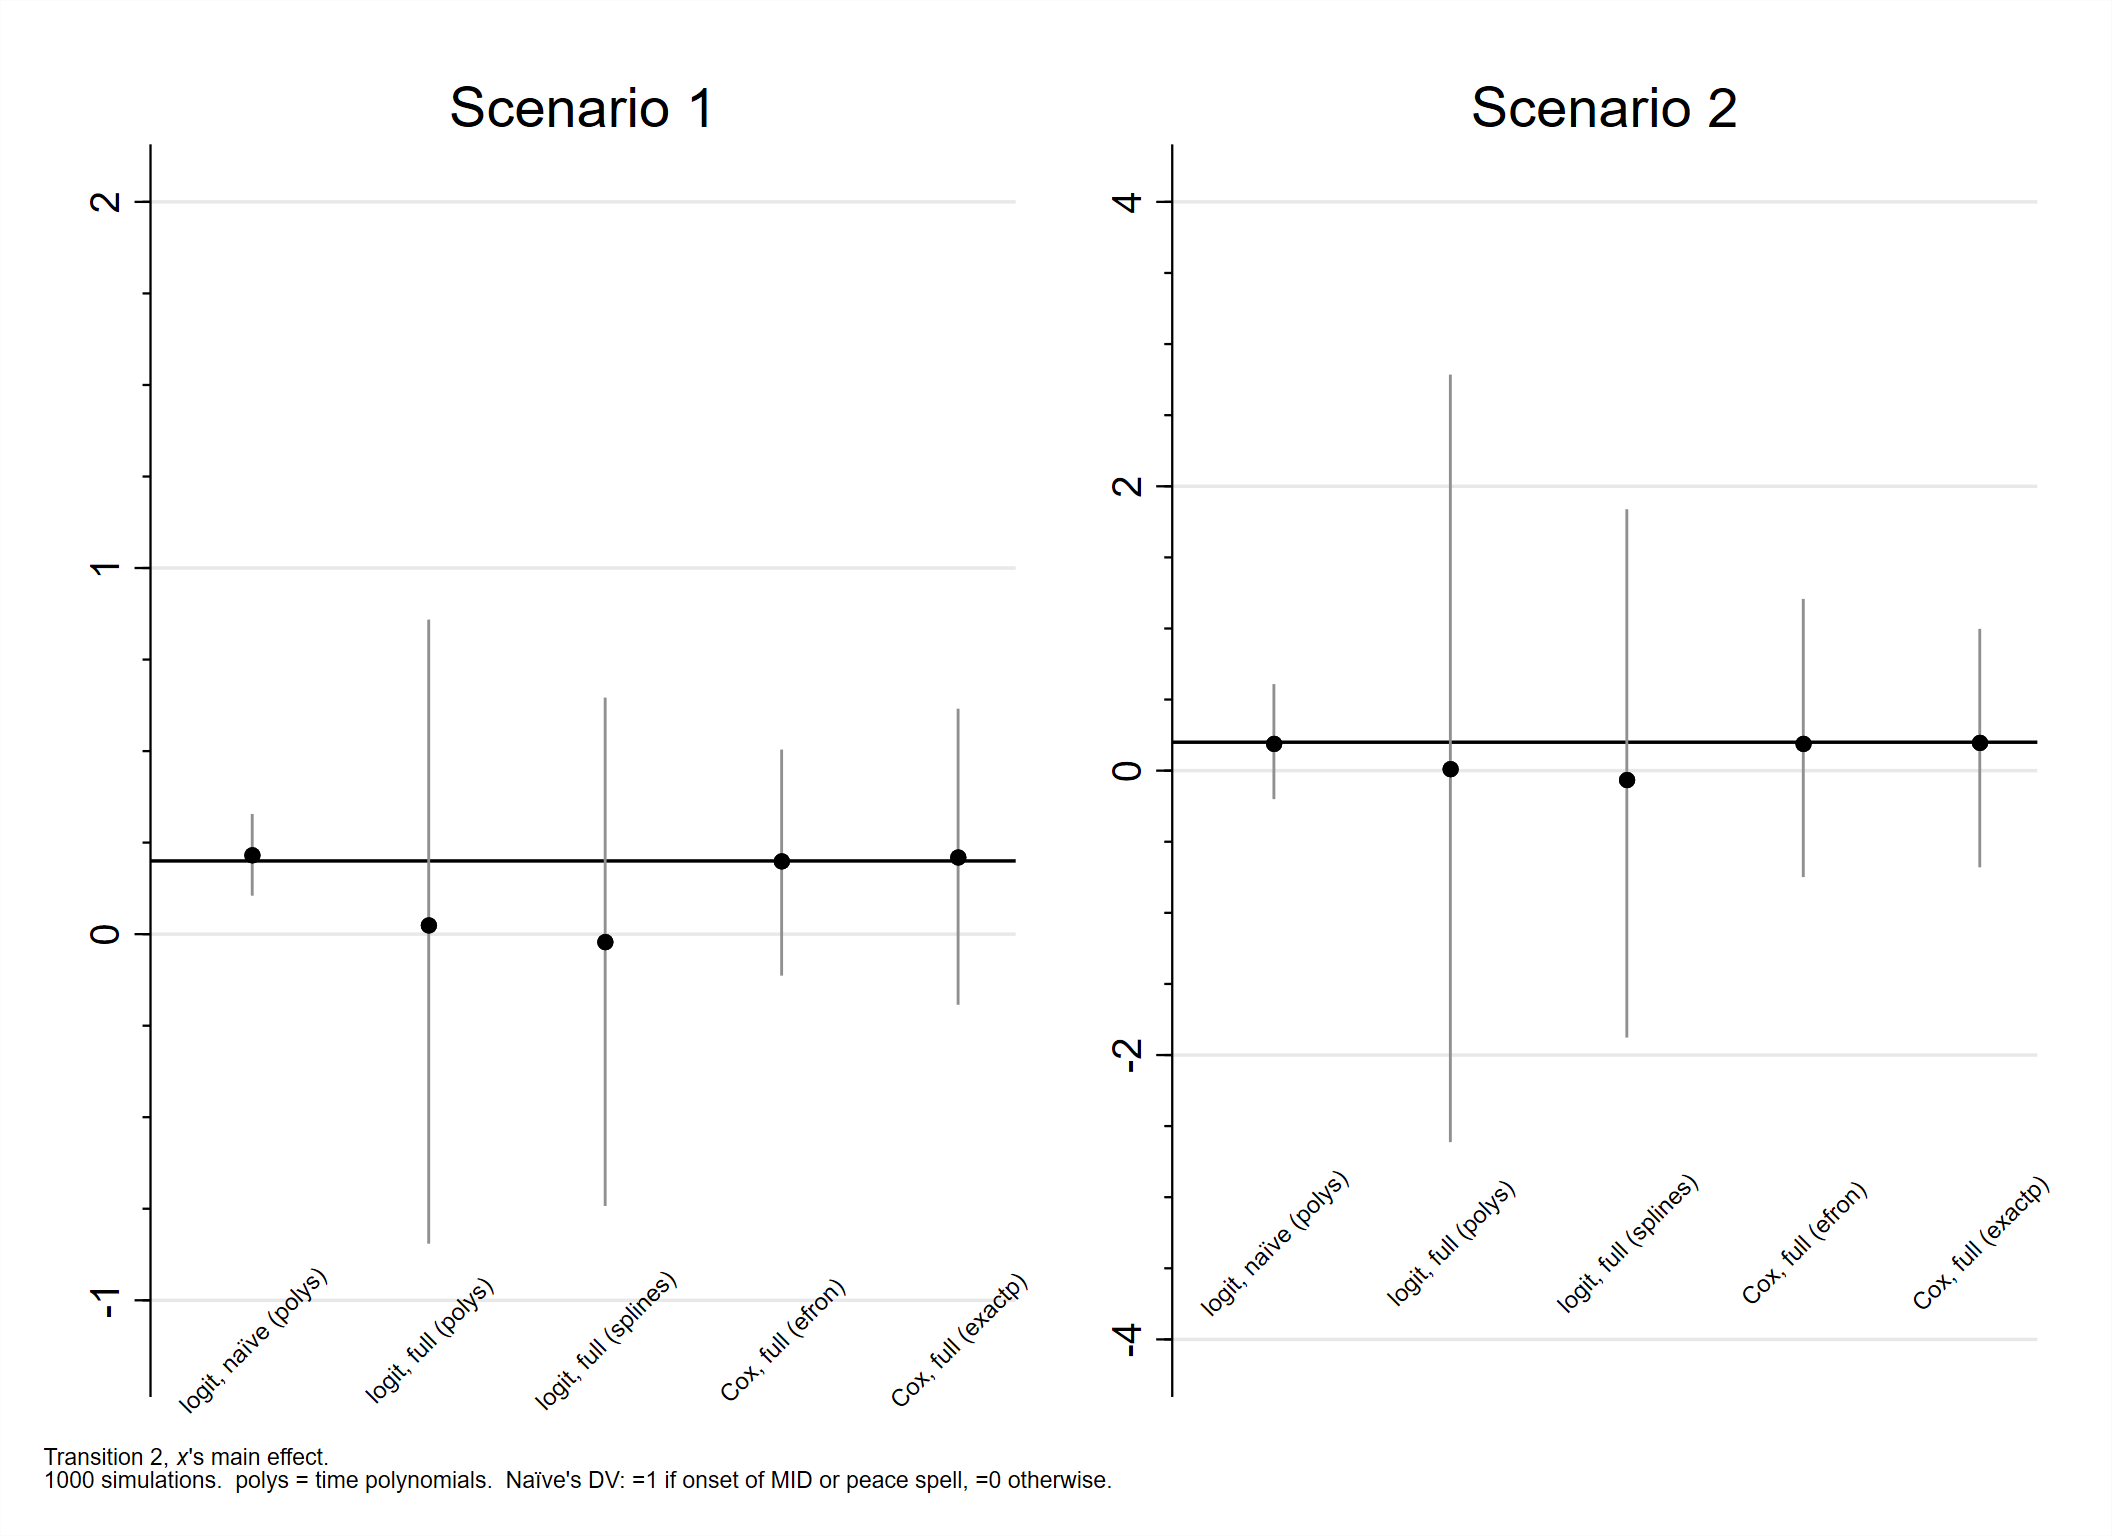 Scenario 1
2
1
0
-1
logit, naïve (polys)
logit, full (polys)
logit, full (splines)
Cox, full (efron)
Cox, full (exactp)
Scenario 2
4
2
0
-2
-4
logit, naïve (polys)
logit, full (polys)
logit, full (splines)
Cox, full (efron)
Cox, full (exactp)
Transition 2, x's main effect.
1000 simulations.  polys = time polynomials.  Naïve's DV: =1 if onset of MID or peace spell, =0 otherwise.